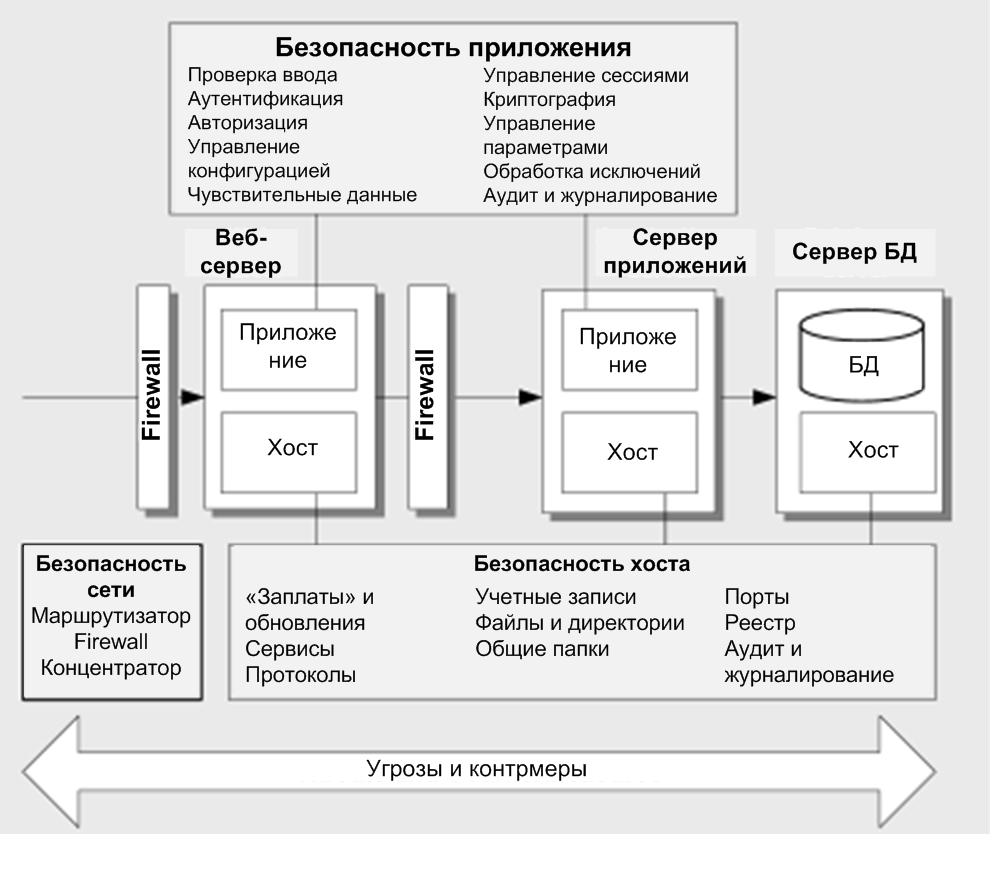 Безопасность приложения
Проверка ввода
Аутентификация
Авторизация
Управление
конфигурацией
Чувствительные данные
Управление сессиями
Криптография
Управление
параметрами
Обработка исключений
Аудит и журналирование
Веб-
сервер
Сервер
приложений
Сервер БД
Firewall
Приложе
ние
Хост
Firewall
Приложе
ние
Хост
БД
Хост
Безопасность
сети
Маршрутизатор
Firewall
Концентратор
Безопасность хоста
«Заплаты» и
обновления
Сервисы
Протоколы
Учетные записи
Файлы и директории
Общие папки
Порты
Реестр
Аудит и
журналирование
Угрозы и контрмеры